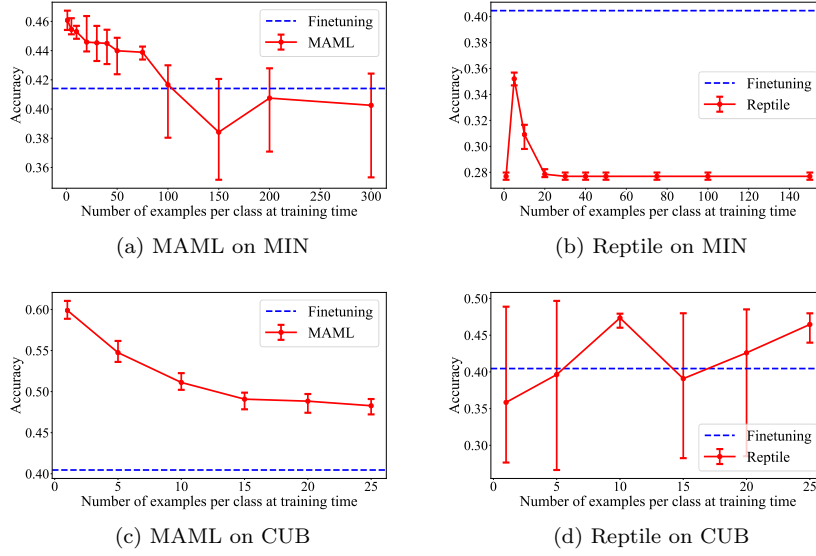 0.46
0.44
0.42
0.40
0.38
0.36
Accuracy
Finetuning
MAML
0 50 100 150 200 250 300
Number of examples per class at training time
(a) MAML on MIN
0.40
0.36
0.32
0.28
Accuracy
Finetuning
Reptile
0 20 40 60 80 100 120 140
Number of examples per class at training time
(b) Reptile on MIN
0.60
0.55
0.50
0.45
0.40
Accuracy
Finetuning
MAML
0 5 10 15 20 25
Number of examples per class at training time
(c) MAML on CUB
0.50
0.45
0.40
0.35
0.30
Accuracy
Finetuning
Reptile
0 5 10 15 20 25
Number of examples per class at training time
(d) Reptile on CUB